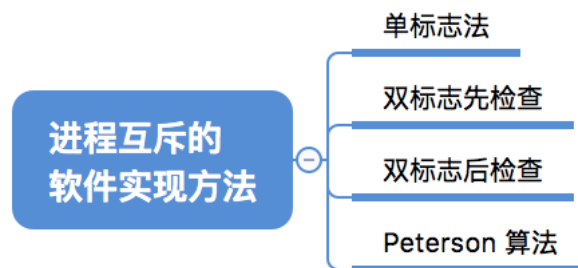 进程互斥的
软件实现方法
单标志法
双标志先检查
双标志后检查
Peterson 算法